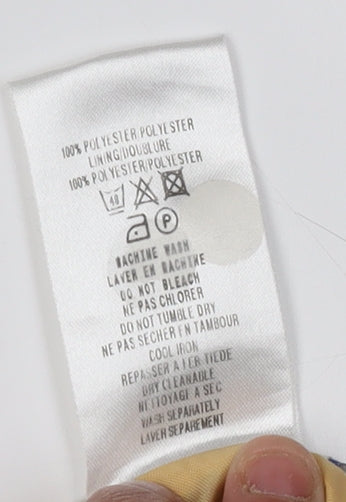 100% POLYESTER/POLYESTER
LINING/DOUBLURE
100% POLYESTER/POLYESTER
40
P
MACHINE WASH
LAVER EN MACHINE
DO NOT BLEACH
NE PAS CHLORER
DO NOT TUMBLE DRY
NE PAS SECHER EN TAMBOUR
COOL IRON
REPASSER A FER TIEDE
DRY CLEANABLE
NETTOYAGE A SEC
WASH SEPARATELY
LAVER SEPAREMENT